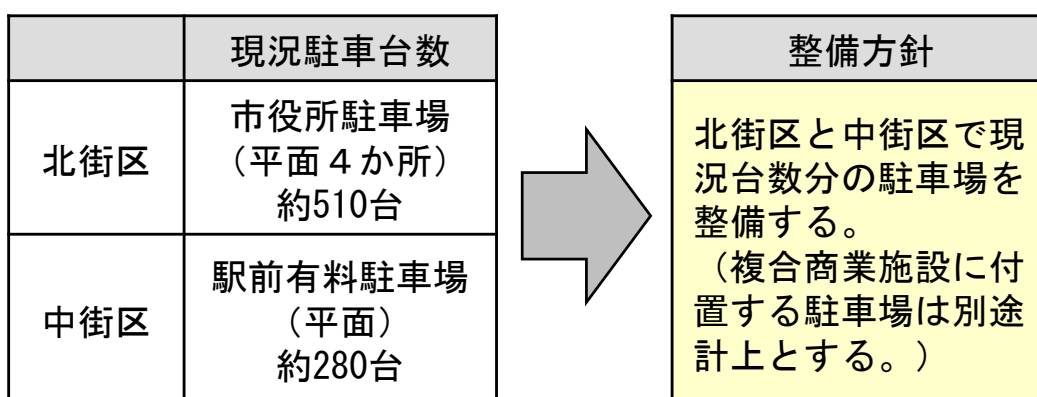 現況駐車台数
北街区
市役所駐車場
（平面４か所）
約510台
中街区
駅前有料駐車場
（平面）
約280台
整備方針
北街区と中街区で現
況台数分の駐車場を
整備する。
（複合商業施設に付
置する駐車場は別途
計上とする。）